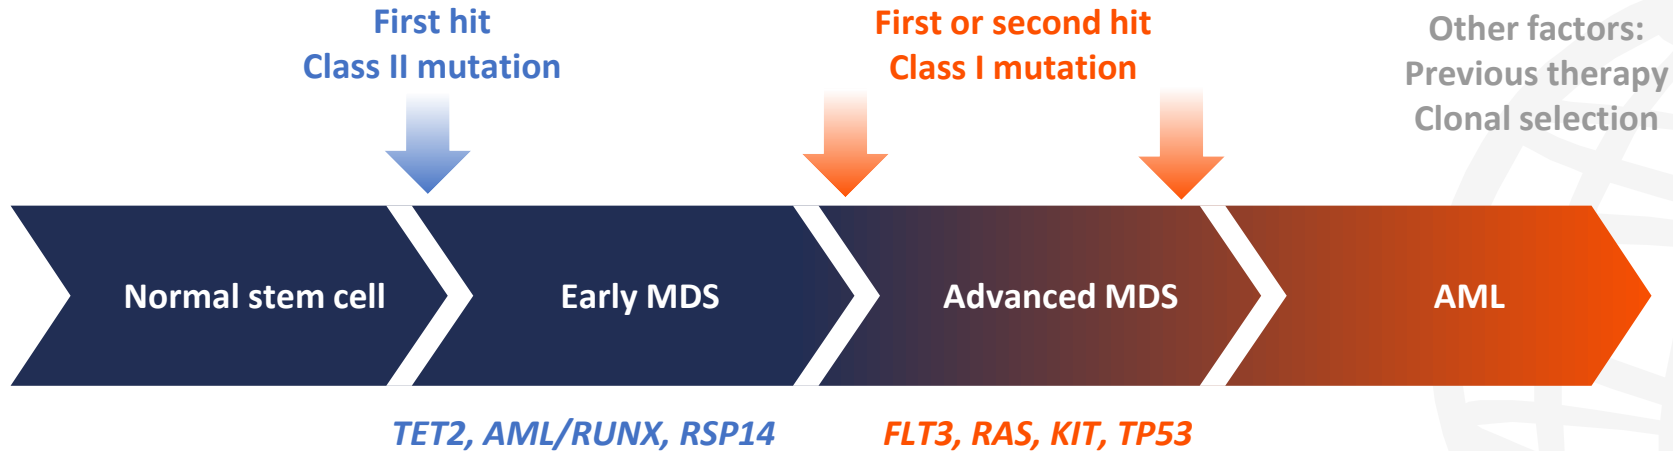 First hit
Class II mutation
First or second hit
Class I mutation
Other factors:
Previous therapy
Clonal selection
Normal stem cell
Early MDS
Advanced MDS
AML
TET2, AML/RUNX, RSP14
FLT3, RAS, KIT, TP53